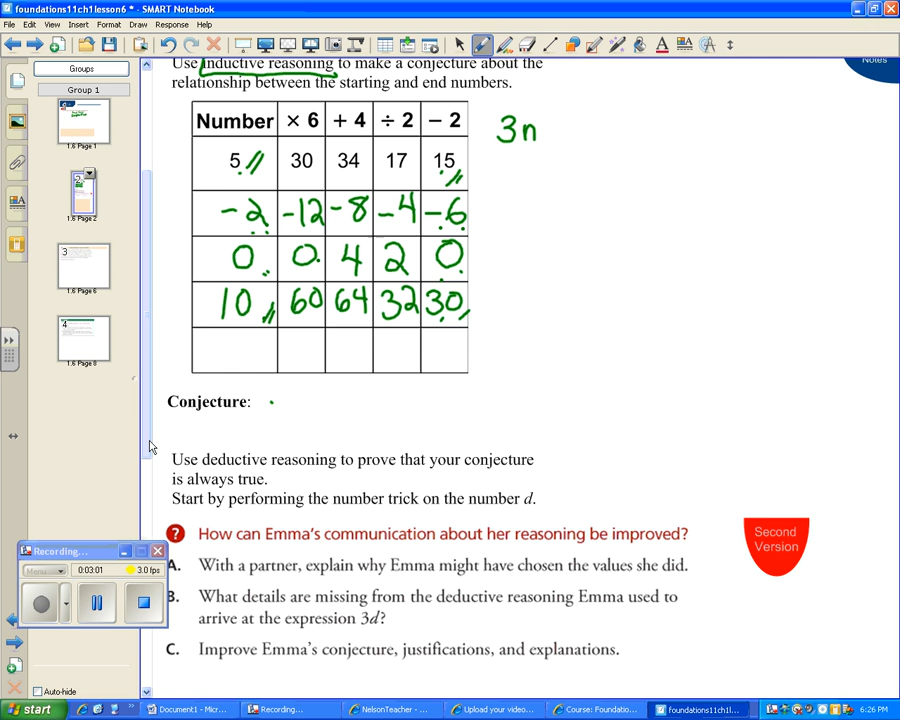 foundations11ch1lesson6 * - SMART Notebook
File Edit View Insert Format Draw Response Help
Groups
Group 1
1.6 Page 1
2
1.6 Page 2
3
1.6 Page 6
4
1.6 Page 8
Notes
Use inductive reasoning to make a conjecture about the
relationship between the starting and end numbers.
Number × 6 + 4 ÷ 2 − 2
5 30 34 17 15
-2 -12 -8 -4 -6
0 0 4 2 0
10 60 64 32 30
3n
Conjecture:
Use deductive reasoning to prove that your conjecture
is always true.
Start by performing the number trick on the number d.
? How can Emma's communication about her reasoning be improved?
A. With a partner, explain why Emma might have chosen the values she did.
B. What details are missing from the deductive reasoning Emma used to
arrive at the expression 3d?
C. Improve Emma's conjecture, justifications, and explanations.
Second
Version
Recording...
Menu 0:03:01 3.0 fps
Auto-hide
start Document1 - Micr... Recording... NelsonTeacher - ... Upload your video... Course: Foundatio... foundations11ch1l... 6:26 PM